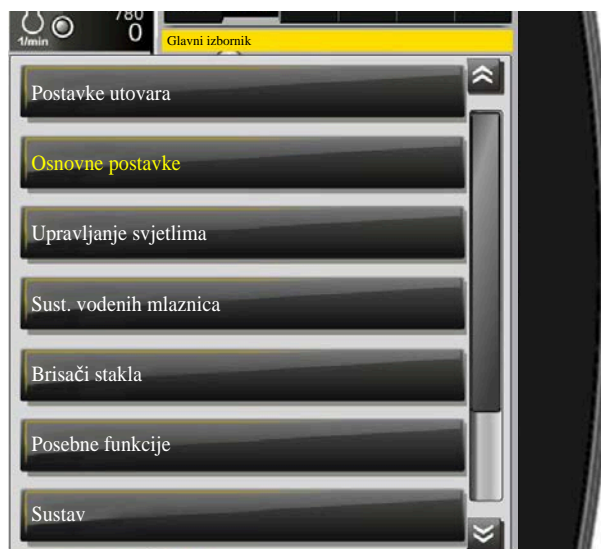 780
1/min
0
Glavni izbornik
Postavke utovara
Osnovne postavke
Upravljanje svjetlima
Sust. vodenih mlaznica
Brisači stakla
Posebne funkcije
Sustav